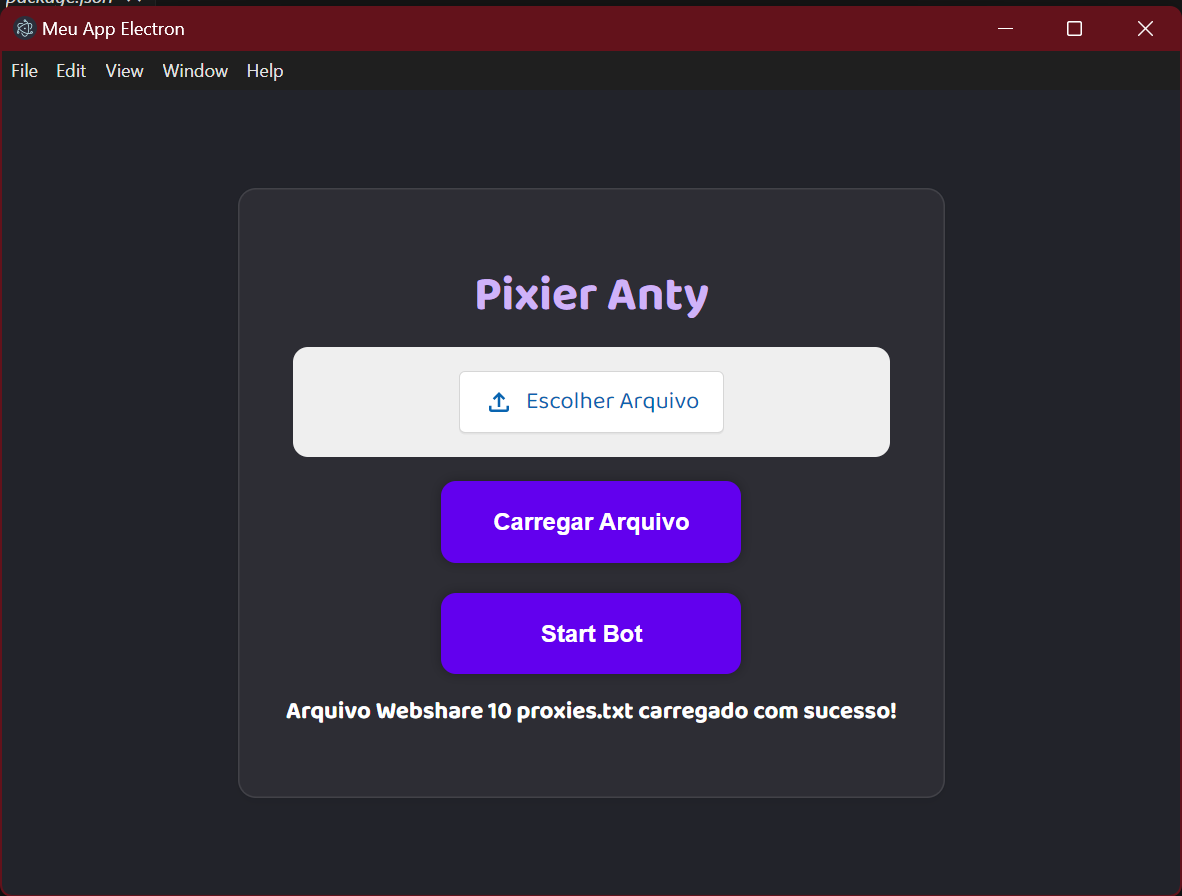 package.json
Meu App Electron
File Edit View Window Help
Pixier Anty
Escolher Arquivo
Carregar Arquivo
Start Bot
Arquivo Webshare 10 proxies.txt carregado com sucesso!